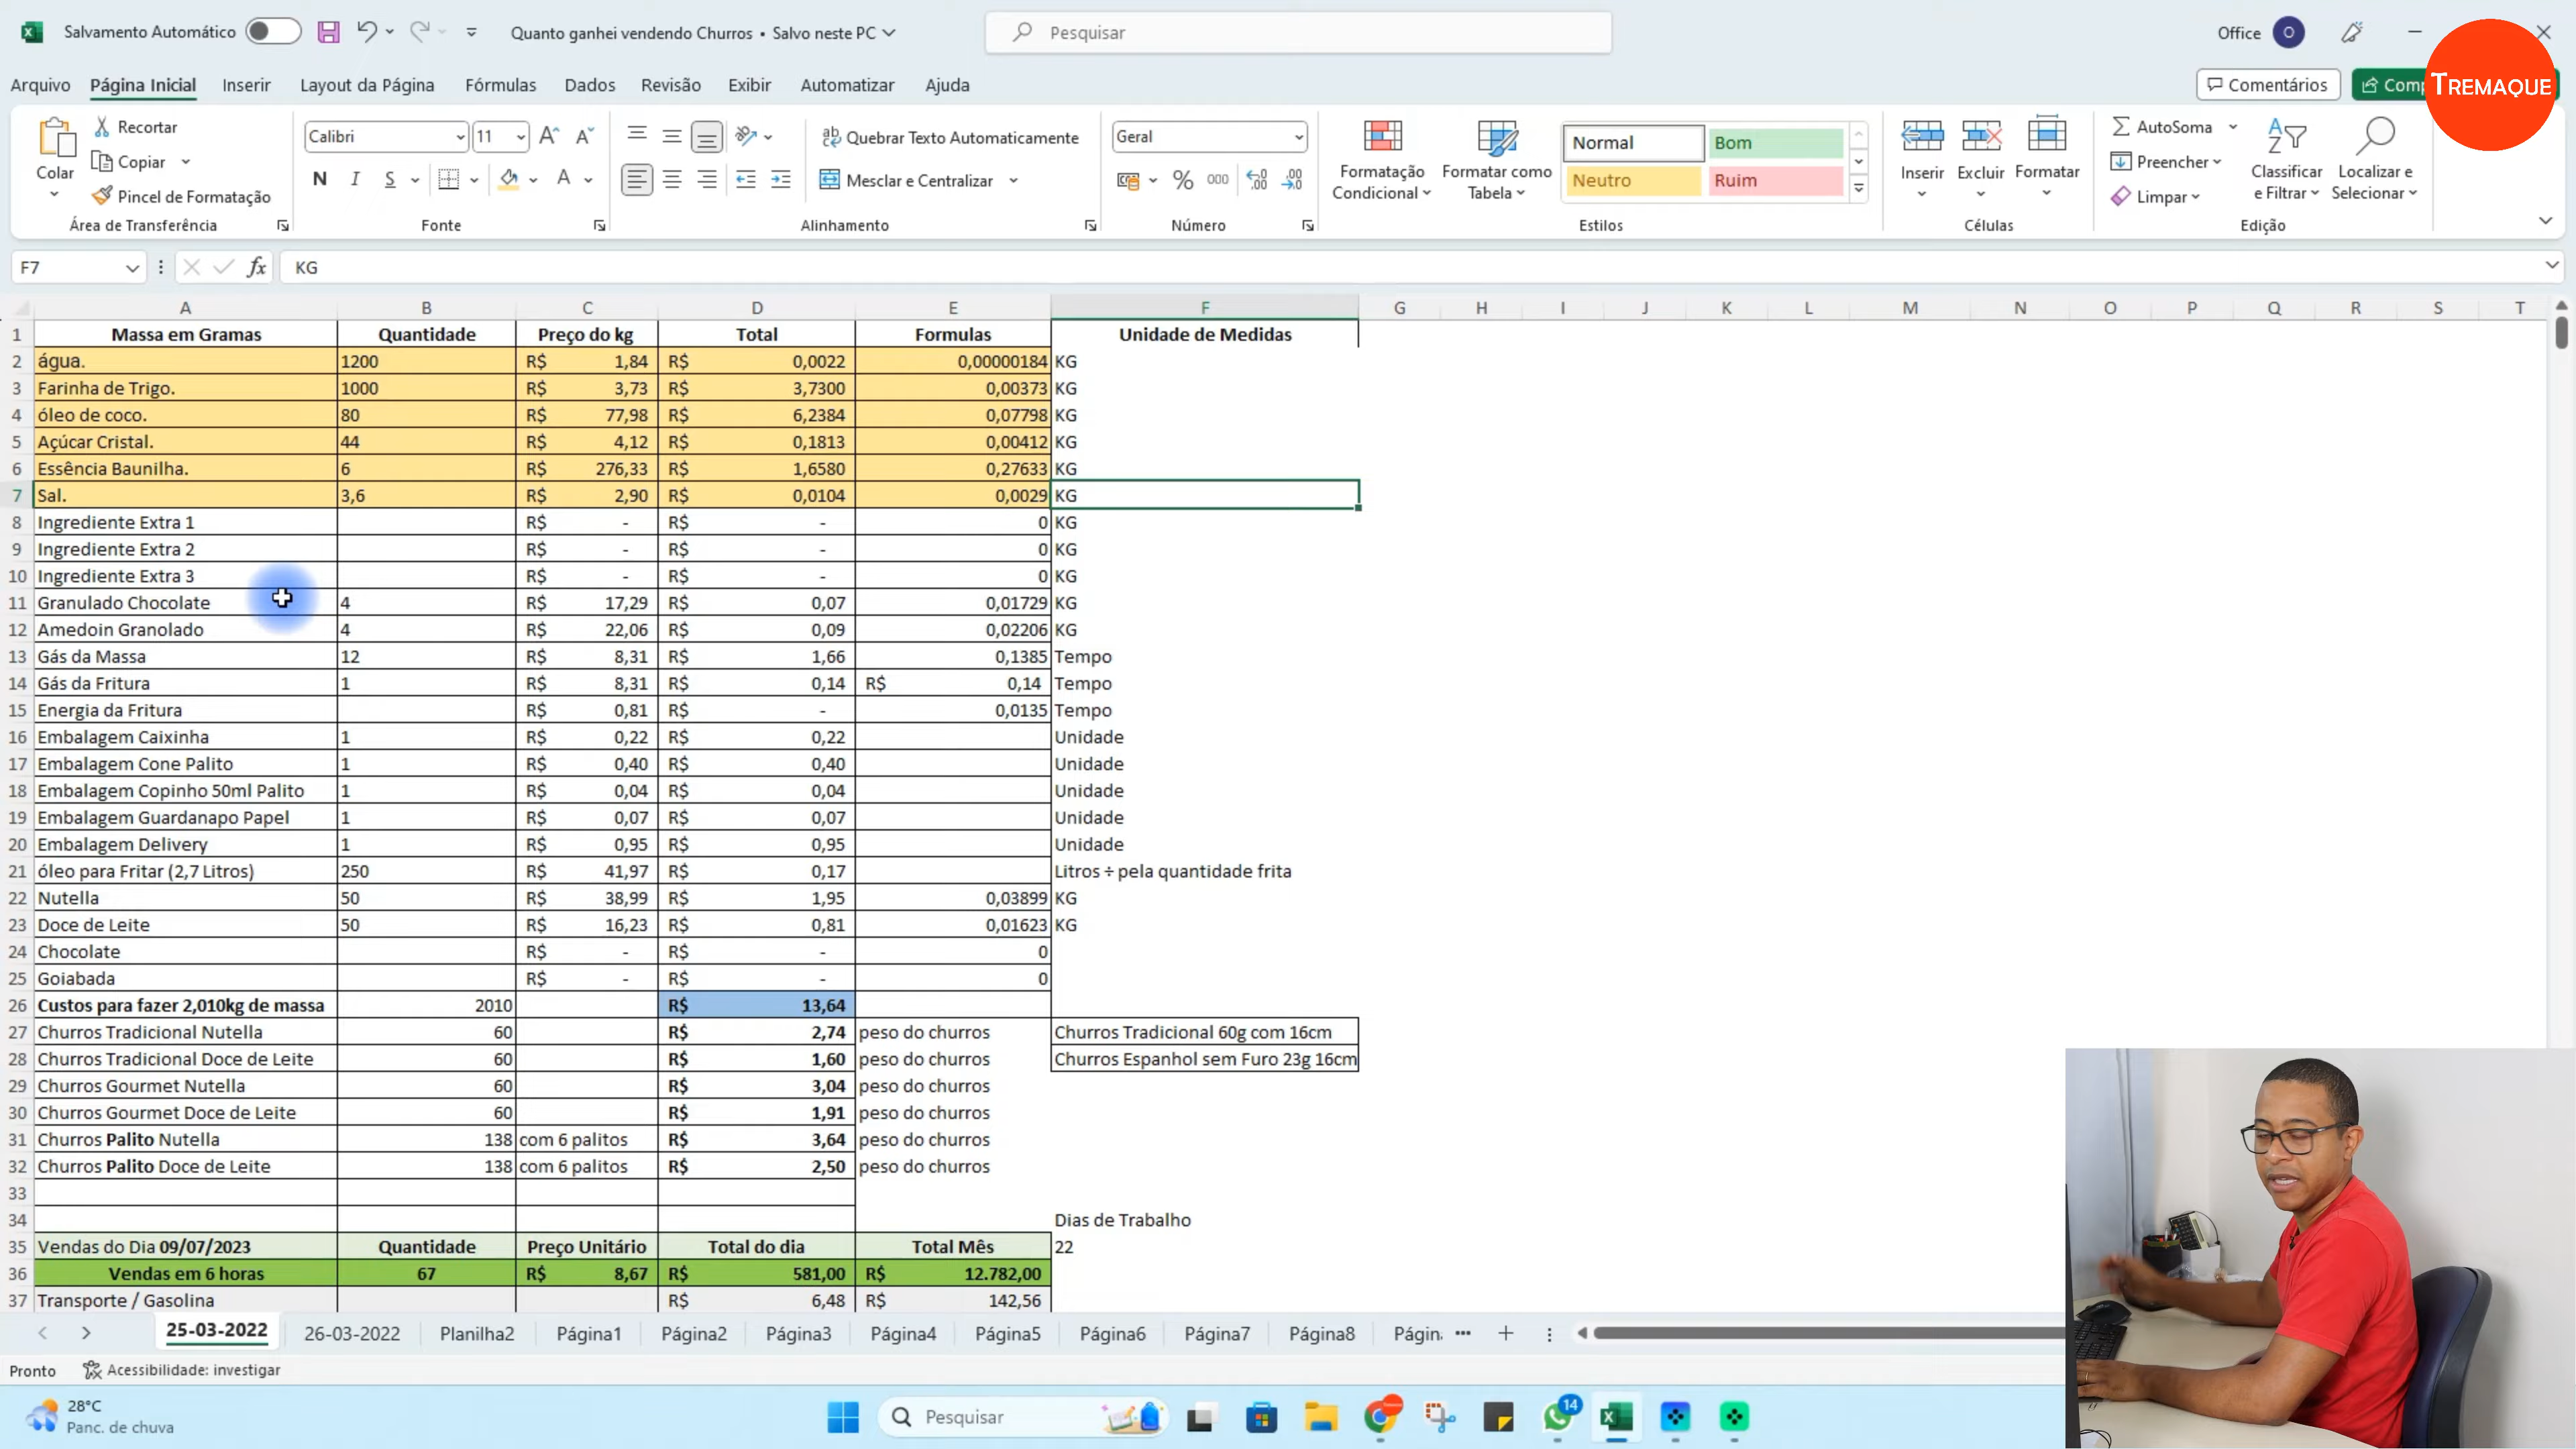 Salvamento Automático
Quanto ganhei vendendo Churros • Salvo neste PC
Pesquisar
Office
O
Arquivo Página Inicial Inserir Layout da Página Fórmulas Dados Revisão Exibir Automatizar Ajuda
Comentários
TREMAQUE
Colar
Recortar
Copiar
Pincel de Formatação
Área de Transferência
Calibri 11
N I S
Fonte
Quebrar Texto Automaticamente
Mesclar e Centralizar
Alinhamento
Geral
% 000
Número
Formatação Condicional
Formatar como Tabela
Normal Bom
Neutro Ruim
Estilos
Inserir Excluir Formatar
Células
AutoSoma
Preencher
Limpar
Classificar e Filtrar
Localizar e Selecionar
Edição
F7 fx KG
A B C D E F G H I J K L M N O P Q R S T
1 Massa em Gramas Quantidade Preço do kg Total Formulas Unidade de Medidas
2 água. 1200 R$ 1,84 R$ 0,0022 0,00000184 KG
3 Farinha de Trigo. 1000 R$ 3,73 R$ 3,7300 0,00373 KG
4 óleo de coco. 80 R$ 77,98 R$ 6,2384 0,07798 KG
5 Açúcar Cristal. 44 R$ 4,12 R$ 0,1813 0,00412 KG
6 Essência Baunilha. 6 R$ 276,33 R$ 1,6580 0,27633 KG
7 Sal. 3,6 R$ 2,90 R$ 0,0104 0,0029 KG
8 Ingrediente Extra 1 R$ - R$ - 0 KG
9 Ingrediente Extra 2 R$ - R$ - 0 KG
10 Ingrediente Extra 3 R$ - R$ - 0 KG
11 Granulado Chocolate 4 R$ 17,29 R$ 0,07 0,01729 KG
12 Amedoin Granolado 4 R$ 22,06 R$ 0,09 0,02206 KG
13 Gás da Massa 12 R$ 8,31 R$ 1,66 0,1385 Tempo
14 Gás da Fritura 1 R$ 8,31 R$ 0,14 R$ 0,14 Tempo
15 Energia da Fritura R$ 0,81 R$ - 0,0135 Tempo
16 Embalagem Caixinha 1 R$ 0,22 R$ 0,22 Unidade
17 Embalagem Cone Palito 1 R$ 0,40 R$ 0,40 Unidade
18 Embalagem Copinho 50ml Palito 1 R$ 0,04 R$ 0,04 Unidade
19 Embalagem Guardanapo Papel 1 R$ 0,07 R$ 0,07 Unidade
20 Embalagem Delivery 1 R$ 0,95 R$ 0,95 Unidade
21 óleo para Fritar (2,7 Litros) 250 R$ 41,97 R$ 0,17 Litros ÷ pela quantidade frita
22 Nutella 50 R$ 38,99 R$ 1,95 0,03899 KG
23 Doce de Leite 50 R$ 16,23 R$ 0,81 0,01623 KG
24 Chocolate R$ - R$ - 0
25 Goiabada R$ - R$ - 0
26 Custos para fazer 2,010kg de massa 2010 R$ 13,64
27 Churros Tradicional Nutella 60 R$ 2,74 peso do churros Churros Tradicional 60g com 16cm
28 Churros Tradicional Doce de Leite 60 R$ 1,60 peso do churros Churros Espanhol sem Furo 23g 16cm
29 Churros Gourmet Nutella 60 R$ 3,04 peso do churros
30 Churros Gourmet Doce de Leite 60 R$ 1,91 peso do churros
31 Churros Palito Nutella 138 com 6 palitos R$ 3,64 peso do churros
32 Churros Palito Doce de Leite 138 com 6 palitos R$ 2,50 peso do churros
33
34 Dias de Trabalho
35 Vendas do Dia 09/07/2023 Quantidade Preço Unitário Total do dia Total Mês 22
36 Vendas em 6 horas 67 R$ 8,67 R$ 581,00 R$ 12.782,00
37 Transporte / Gasolina R$ 6,48 R$ 142,56
25-03-2022 26-03-2022 Planilha2 Página1 Página2 Página3 Página4 Página5 Página6 Página7 Página8
Pronto Acessibilidade: investigar
28°C
Panc. de chuva
Pesquisar
14